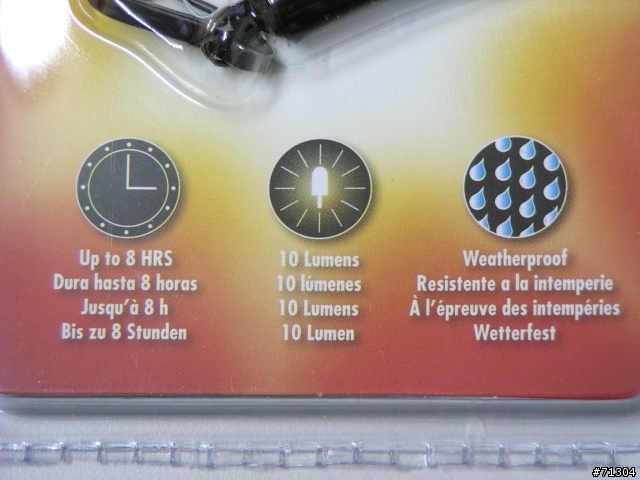 Up to 8 HRS
Dura hasta 8 horas
Jusqu'à 8 h
Bis zu 8 Stunden
10 Lumens
10 lúmenes
10 Lumens
10 Lumen
Weatherproof
Resistente a la intemperie
À l'épreuve des intempéries
Wetterfest
#71304